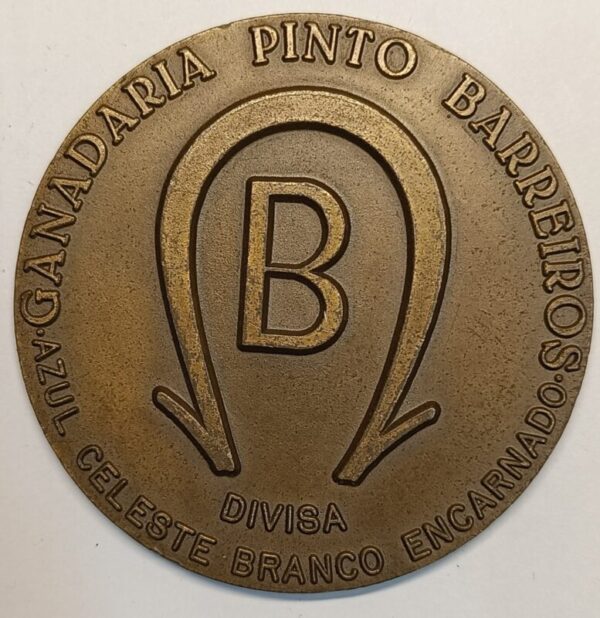 GANADARIA PINTO BARREIROS
B
DIVISA
·AZUL CELESTE BRANCO ENCARNADO·